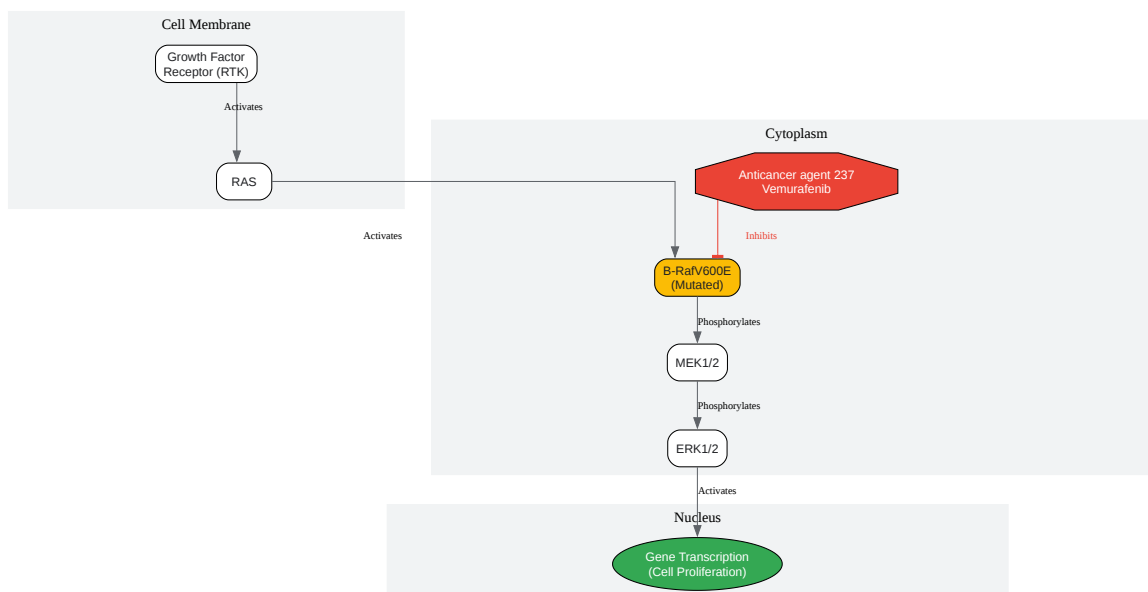 Cell Membrane
Growth Factor
Receptor (RTK)
Activates
RAS
Cytoplasm
Anticancer agent 237
Vemurafenib
Activates
Inhibits
B-RafV600E
(Mutated)
Phosphorylates
MEK1/2
Phosphorylates
ERK1/2
Activates
Nucleus
Gene Transcription
(Cell Proliferation)